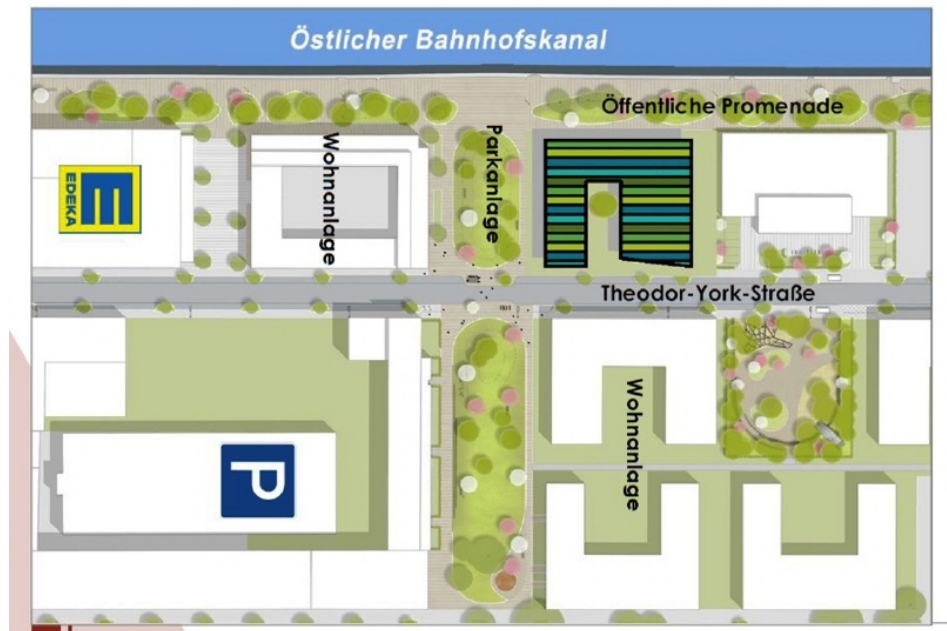 Östlicher Bahnhofskanal
Öffentliche Promenade
Wohnanlage
Parkanlage
E
EDEKA
Theodor-York-Straße
Wohnanlage
P